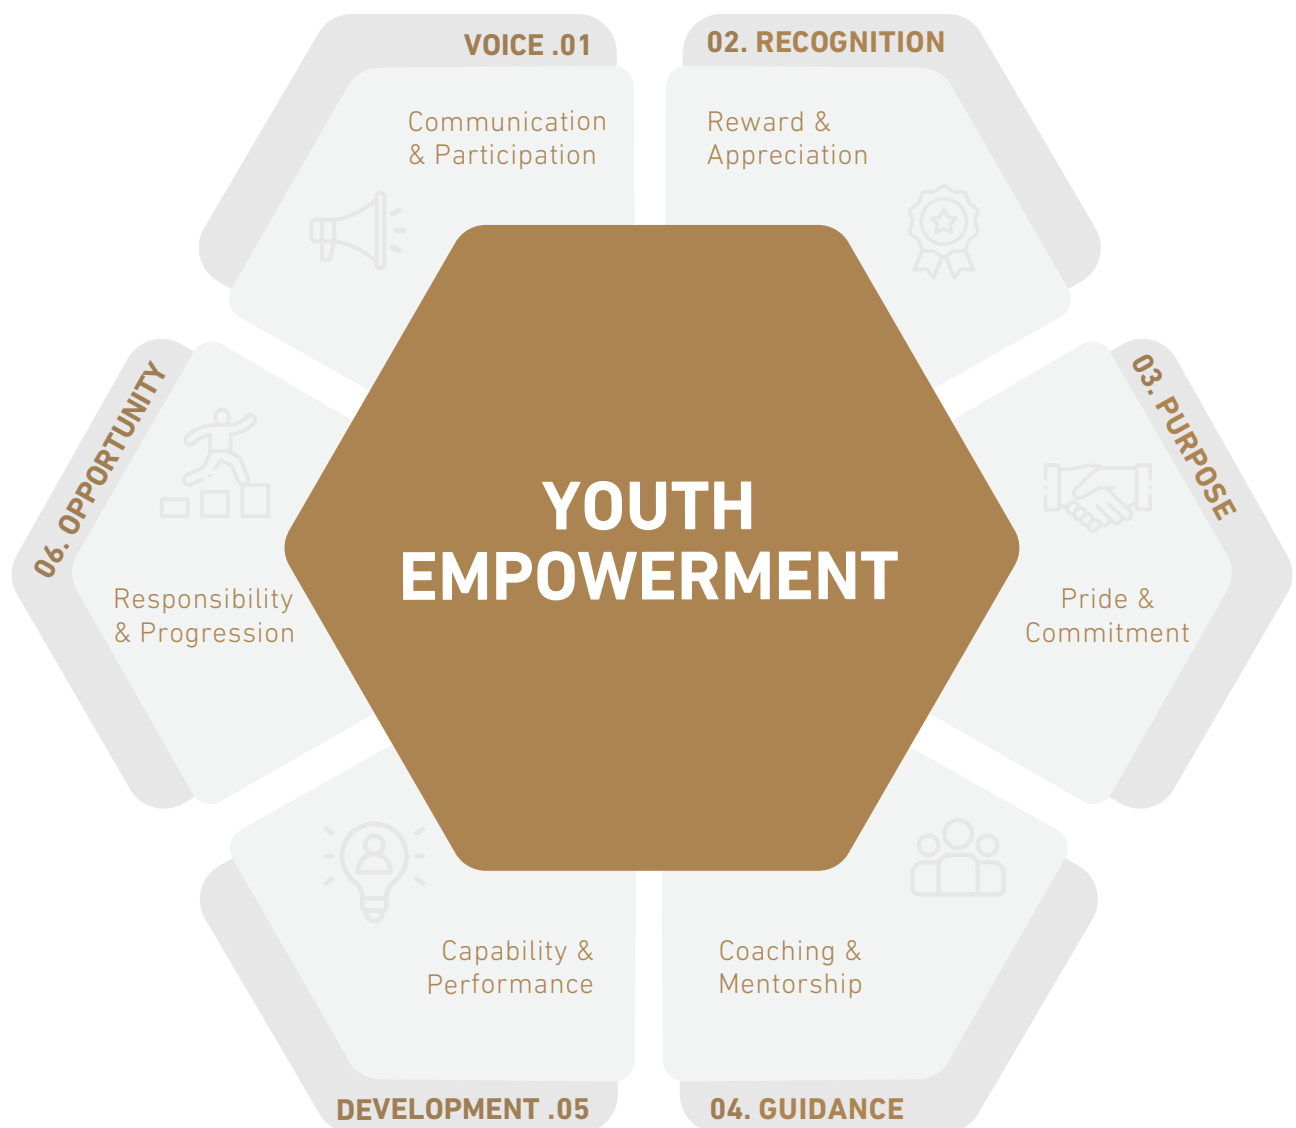 VOICE .01
Communication
& Participation
02. RECOGNITION
Reward &
Appreciation
03. PURPOSE
Pride &
Commitment
04. GUIDANCE
Coaching &
Mentorship
DEVELOPMENT .05
Capability &
Performance
06. OPPORTUNITY
Responsibility
& Progression
YOUTH
EMPOWERMENT